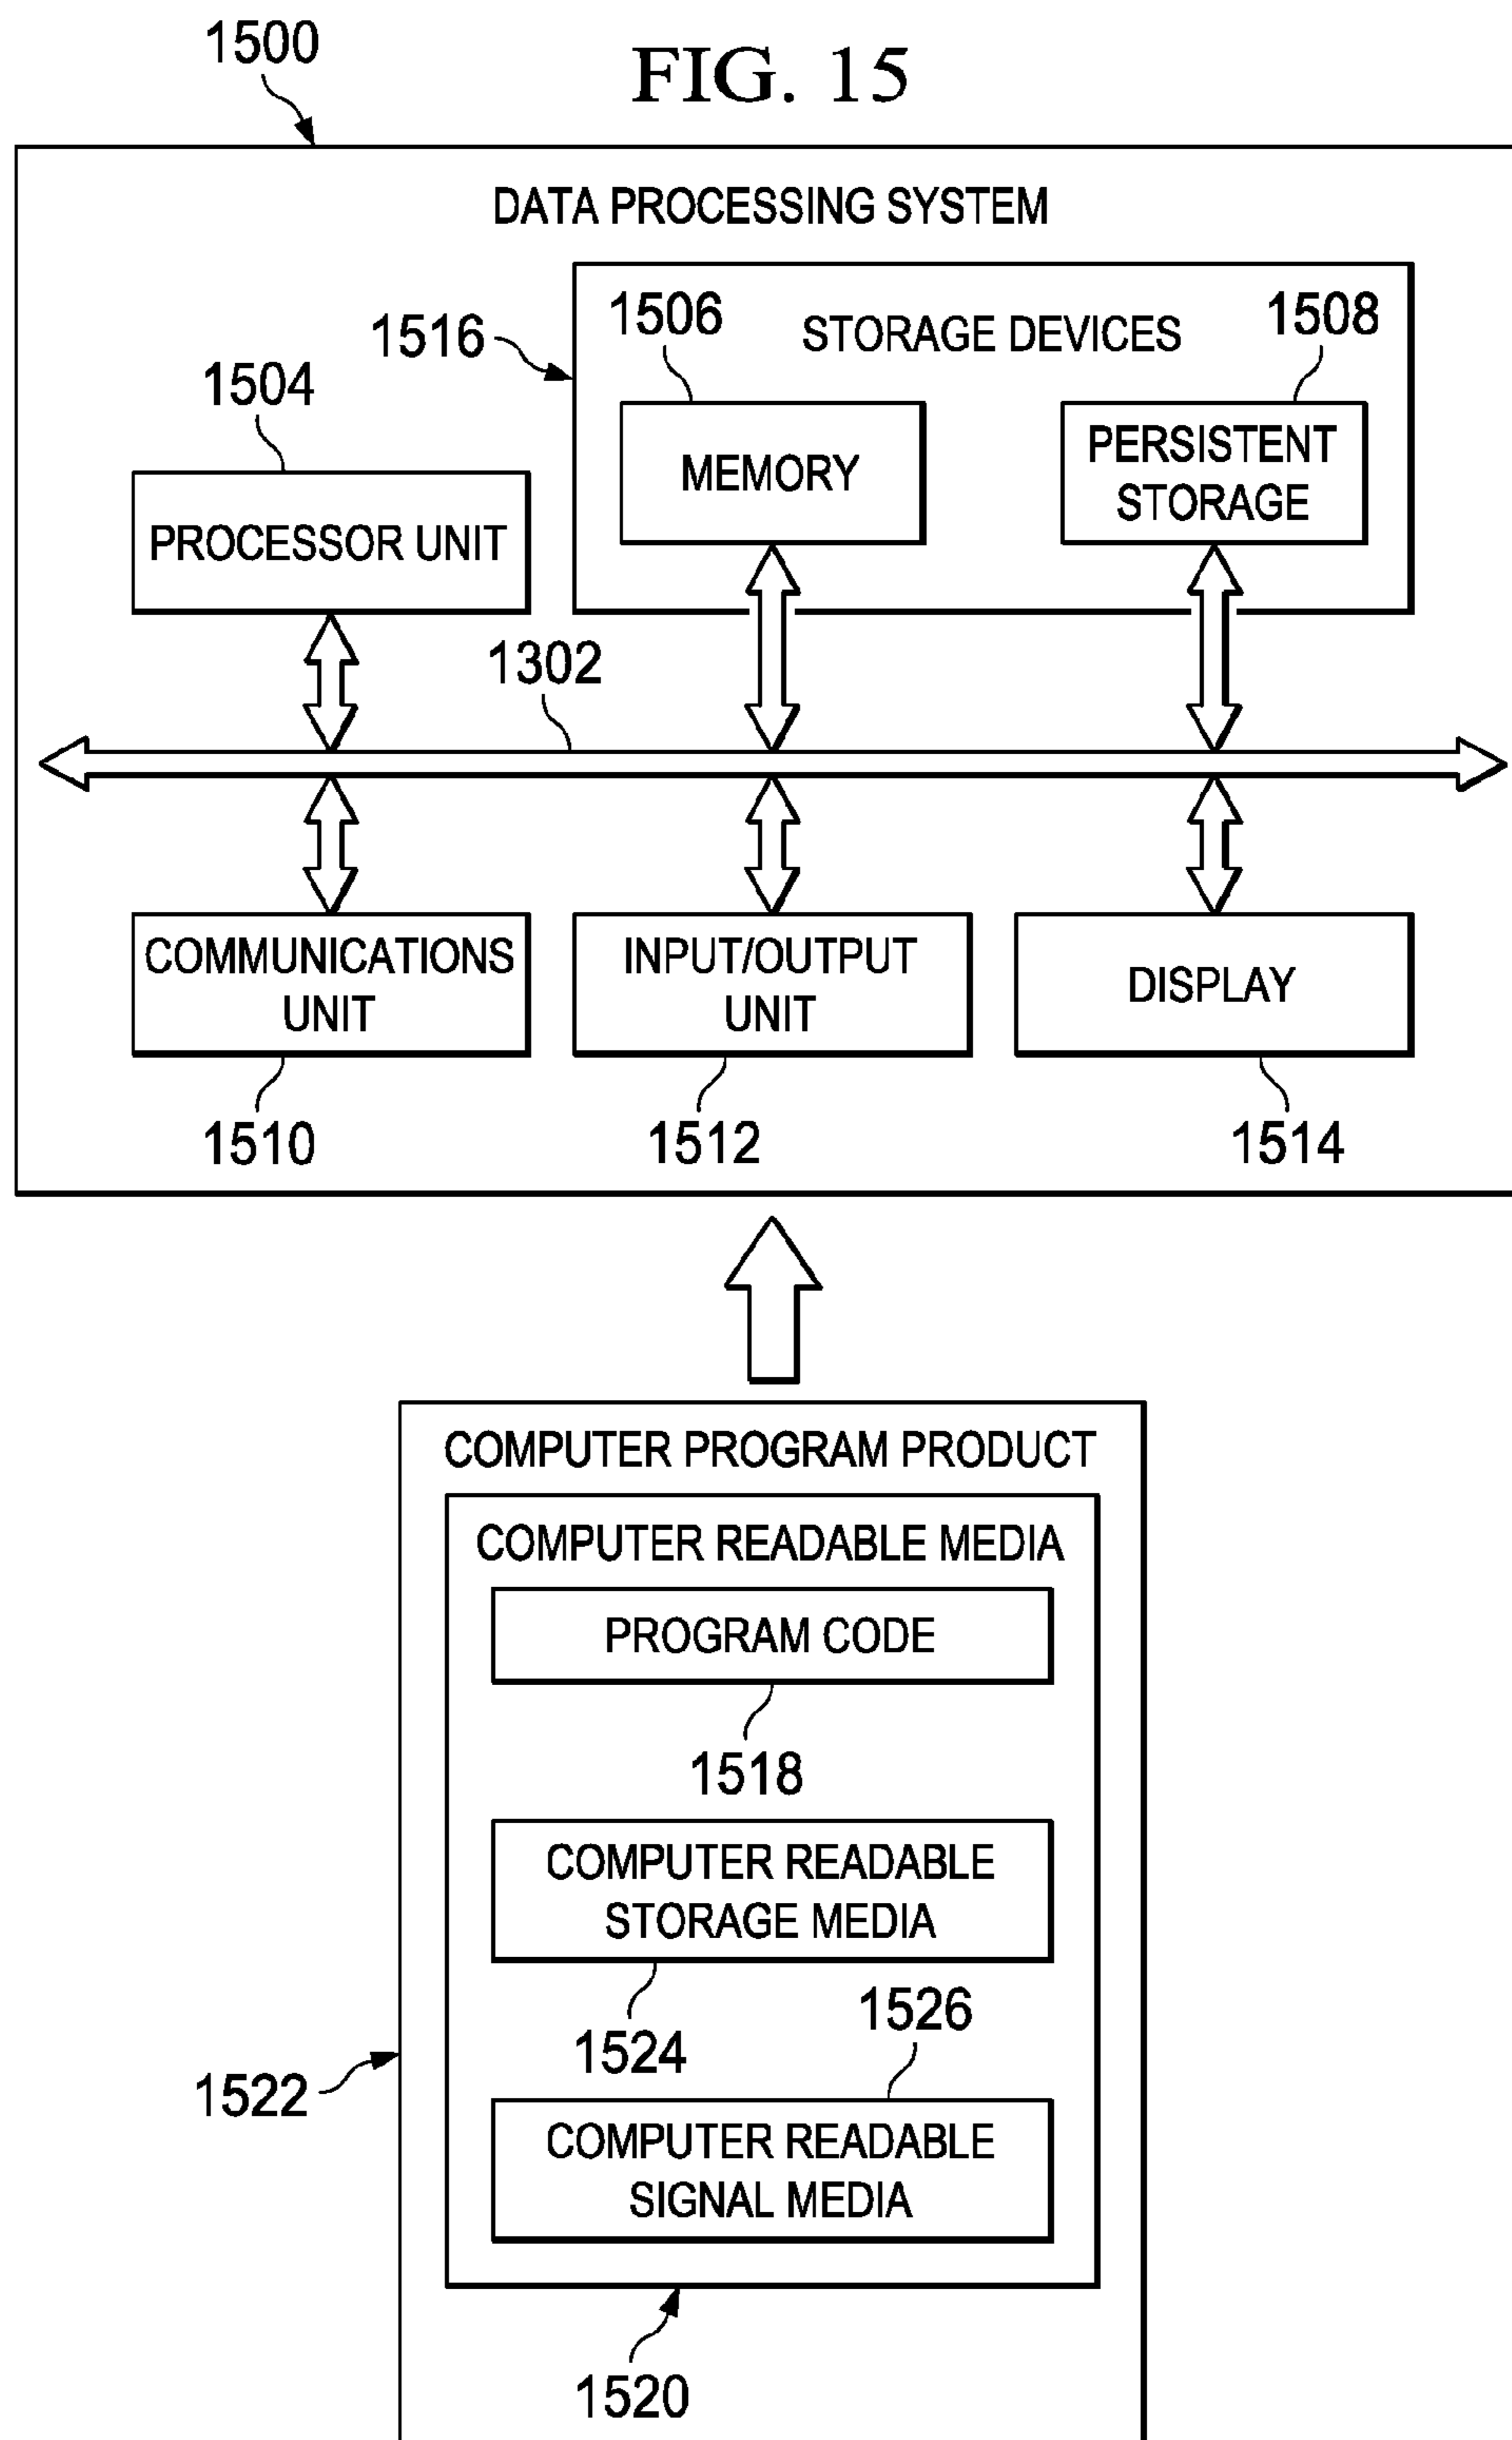 1500
FIG. 15
DATA PROCESSING SYSTEM
1516
1506
STORAGE DEVICES
1508
1504
MEMORY
PERSISTENT
STORAGE
PROCESSOR UNIT
1302
COMMUNICATIONS
UNIT
INPUT/OUTPUT
UNIT
DISPLAY
1510
1512
1514
COMPUTER PROGRAM PRODUCT
COMPUTER READABLE MEDIA
PROGRAM CODE
1518
COMPUTER READABLE
STORAGE MEDIA
1524
1526
1522
COMPUTER READABLE
SIGNAL MEDIA
1520